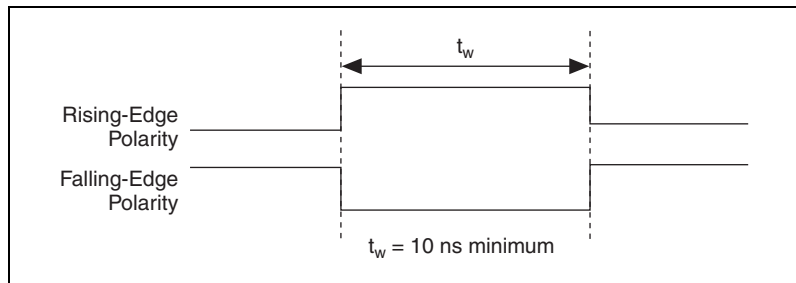 t_w
Rising-Edge
Polarity
Falling-Edge
Polarity
t_w = 10 ns minimum